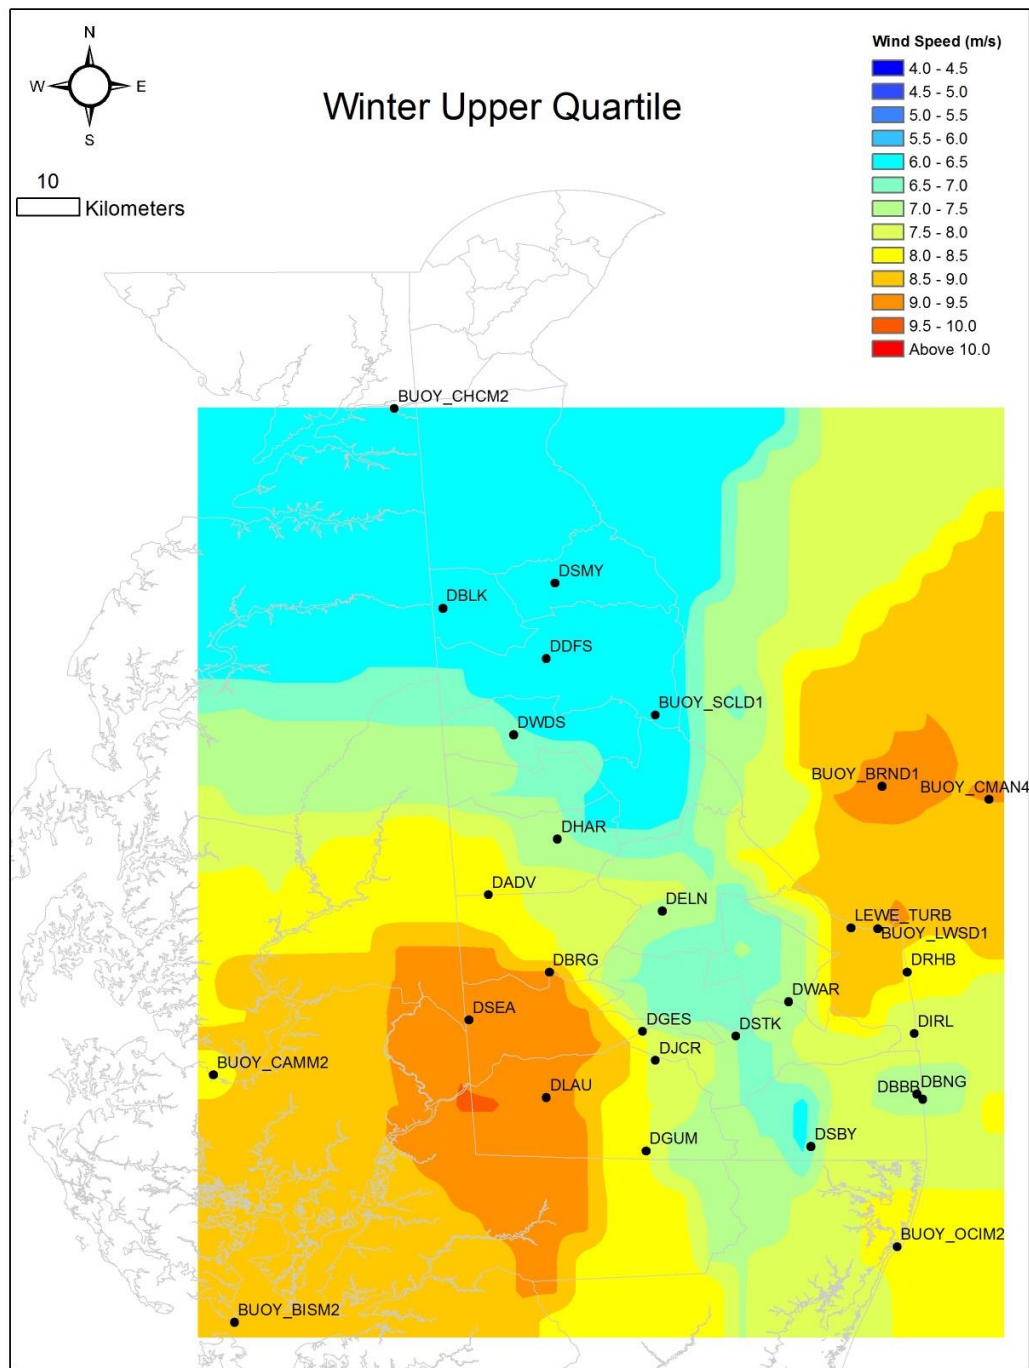 N
W E
S
Winter Upper Quartile
10
Kilometers
Wind Speed (m/s)
4.0 - 4.5
4.5 - 5.0
5.0 - 5.5
5.5 - 6.0
6.0 - 6.5
6.5 - 7.0
7.0 - 7.5
7.5 - 8.0
8.0 - 8.5
8.5 - 9.0
9.0 - 9.5
9.5 - 10.0
Above 10.0
BUOY_CHCM2
DSMY
DBLK
DDFS
BUOY_SCLD1
DWDS
BUOY_BRND1
BUOY_CMAN4
DHAR
DADV
DELN
LEWE_TURB
BUOY_LWSD1
DBRG
DRHB
DWAR
DSEA
DGES
DSTK
DIRL
DJCR
BUOY_CAMM2
DLAU
DBBB
DBNG
DGUM
DSBY
BUOY_OCIM2
BUOY_BISM2